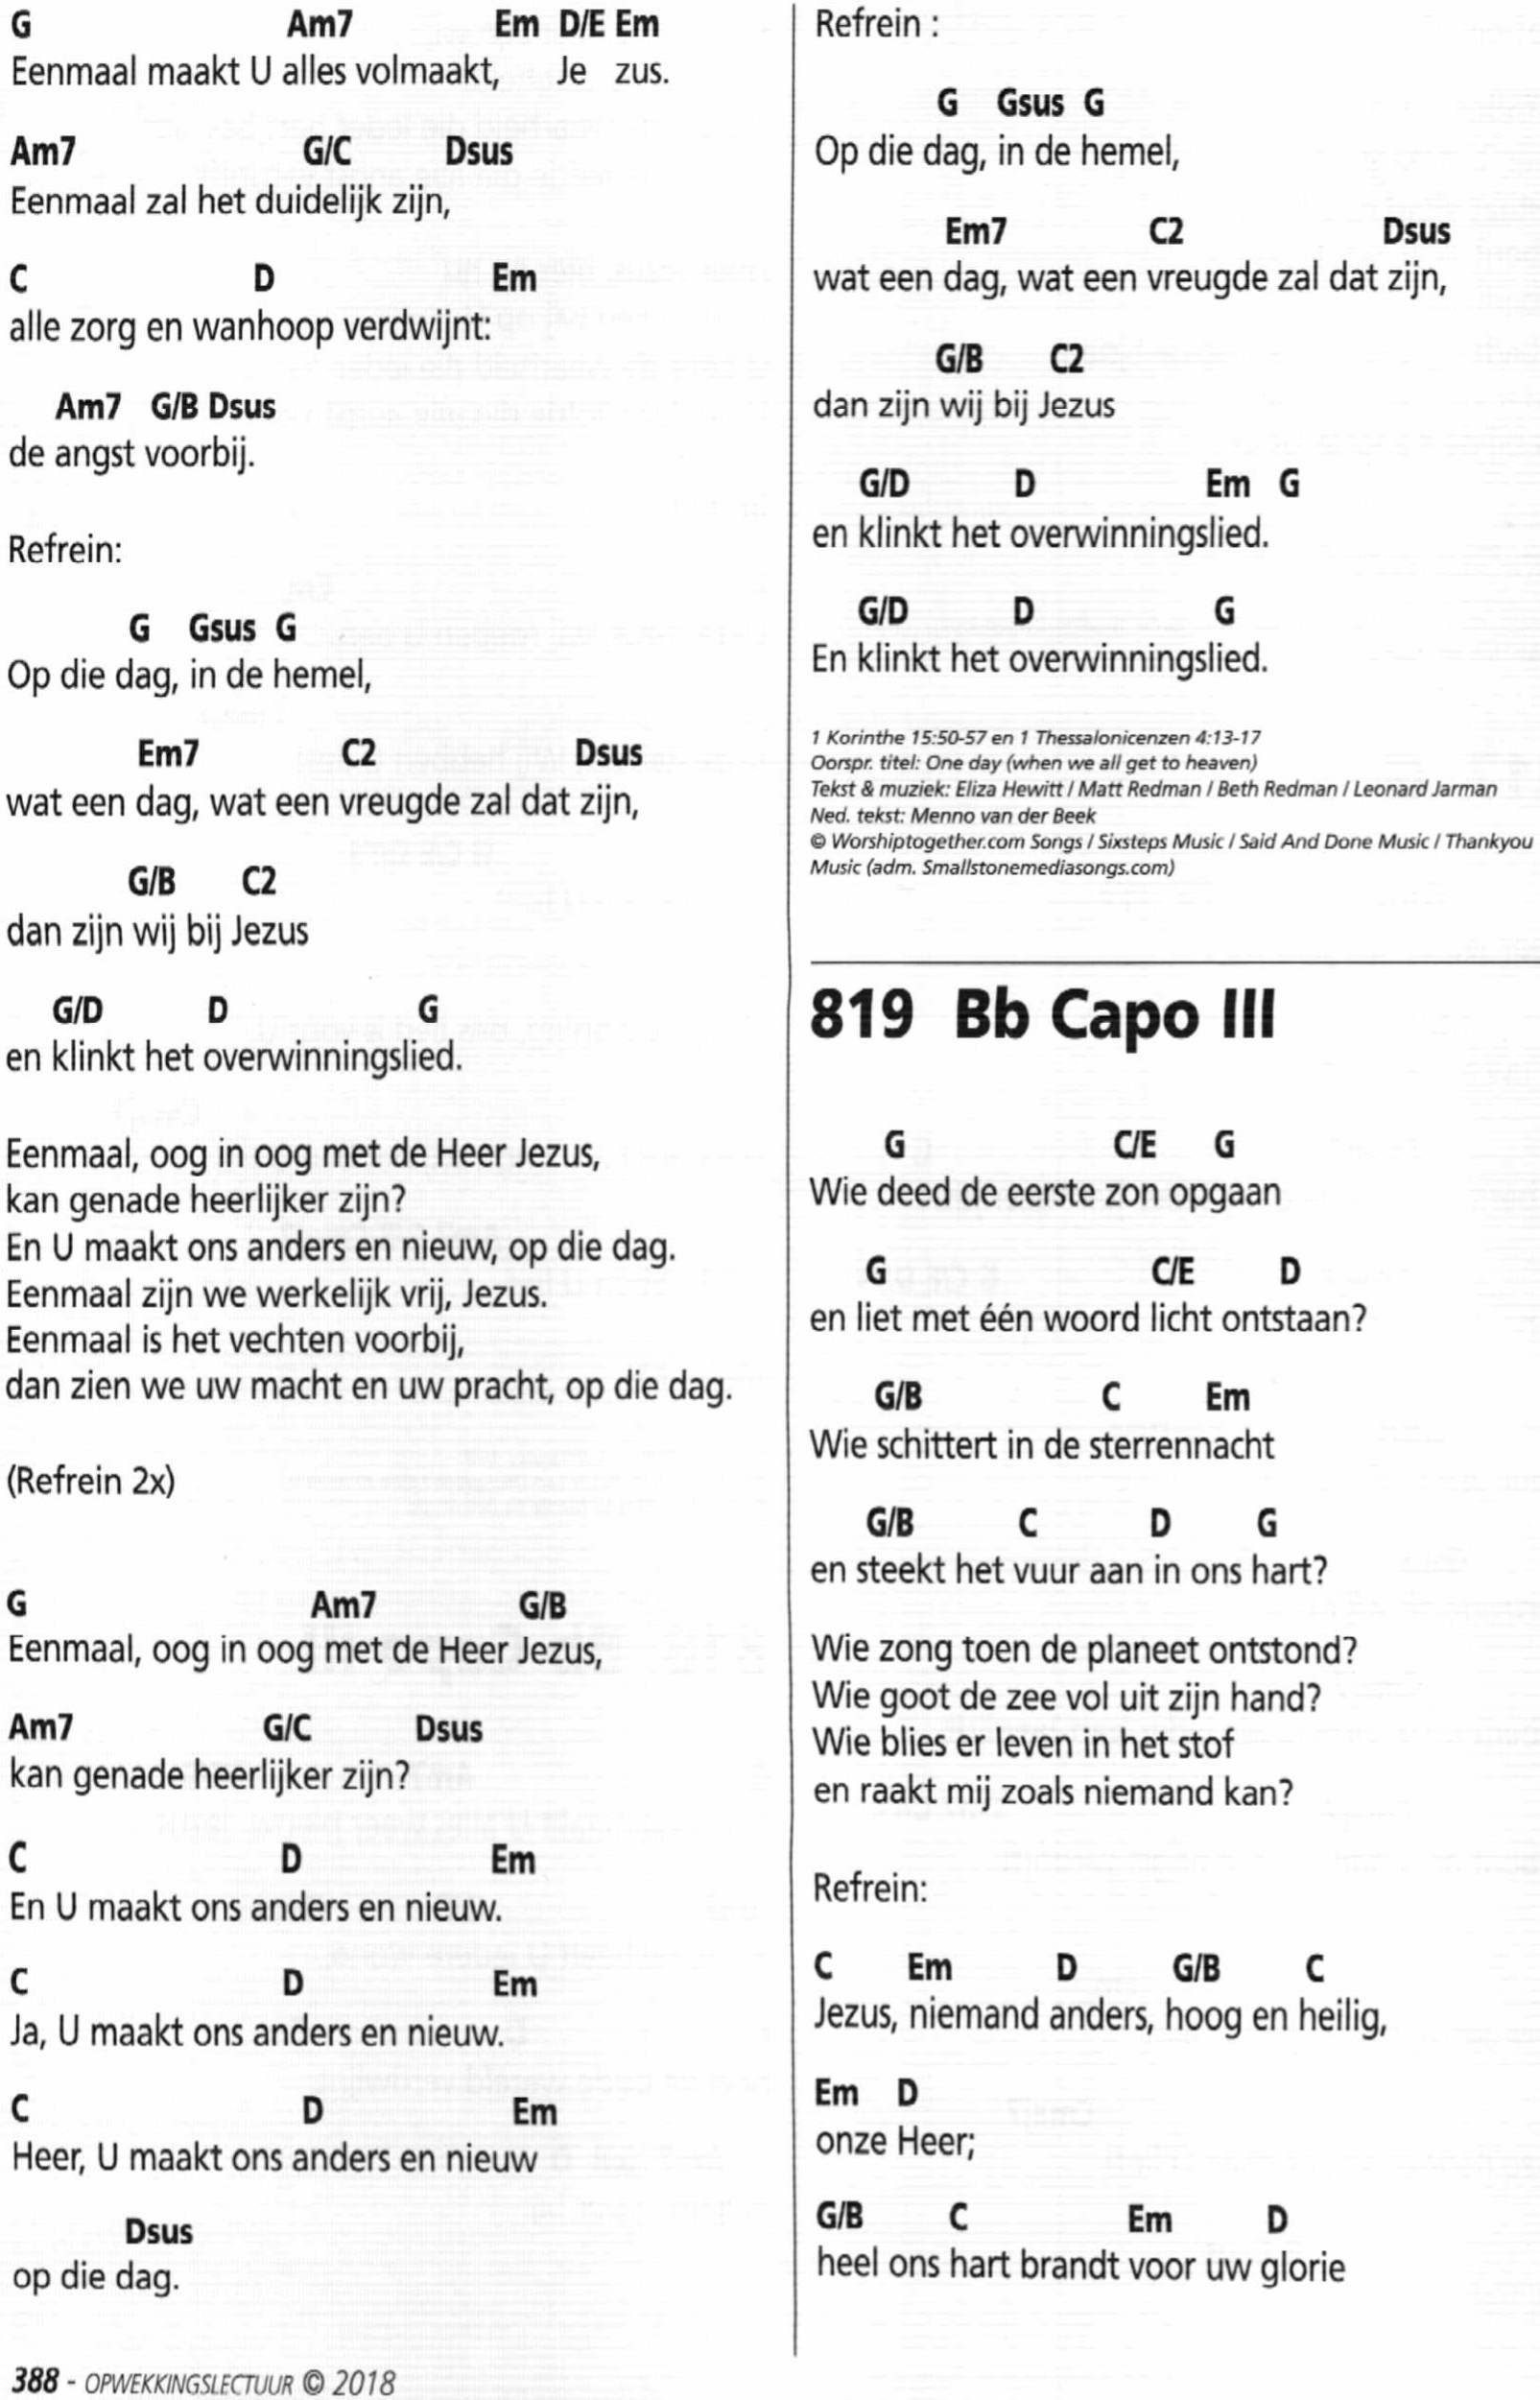 G Am7 Em D/E Em
Eenmaal maakt U alles volmaakt, Je zus.
Am7 G/C Dsus
Eenmaal zal het duidelijk zijn,
C D Em
alle zorg en wanhoop verdwijnt:
Am7 G/B Dsus
de angst voorbij.
Refrein:
G Gsus G
Op die dag, in de hemel,
Em7 C2 Dsus
wat een dag, wat een vreugde zal dat zijn,
G/B C2
dan zijn wij bij Jezus
G/D D G
en klinkt het overwinningslied.
Eenmaal, oog in oog met de Heer Jezus,
kan genade heerlijker zijn?
En U maakt ons anders en nieuw, op die dag.
Eenmaal zijn we werkelijk vrij, Jezus.
Eenmaal is het vechten voorbij,
dan zien we uw macht en uw pracht, op die dag.
(Refrein 2x)
G Am7 G/B
Eenmaal, oog in oog met de Heer Jezus,
Am7 G/C Dsus
kan genade heerlijker zijn?
C D Em
En U maakt ons anders en nieuw.
C D Em
Ja, U maakt ons anders en nieuw.
C D Em
Heer, U maakt ons anders en nieuw
Dsus
op die dag.
388 - OPWEKKINGSLECTUUR © 2018
Refrein :
G Gsus G
Op die dag, in de hemel,
Em7 C2 Dsus
wat een dag, wat een vreugde zal dat zijn,
G/B C2
dan zijn wij bij Jezus
G/D D Em G
en klinkt het overwinningslied.
G/D D G
En klinkt het overwinningslied.
1 Korinthe 15:50-57 en 1 Thessalonicenzen 4:13-17
Oorspr. titel: One day (when we all get to heaven)
Tekst & muziek: Eliza Hewitt / Matt Redman / Beth Redman / Leonard Jarman
Ned. tekst: Menno van der Beek
© Worshiptogether.com Songs / Sixsteps Music / Said And Done Music / Thankyou
Music (adm. Smallstonemediasongs.com)
819 Bb Capo III
G C/E G
Wie deed de eerste zon opgaan
G C/E D
en liet met één woord licht ontstaan?
G/B C Em
Wie schittert in de sterrennacht
G/B C D G
en steekt het vuur aan in ons hart?
Wie zong toen de planeet ontstond?
Wie goot de zee vol uit zijn hand?
Wie blies er leven in het stof
en raakt mij zoals niemand kan?
Refrein:
C Em D G/B C
Jezus, niemand anders, hoog en heilig,
Em D
onze Heer;
G/B C Em D
heel ons hart brandt voor uw glorie